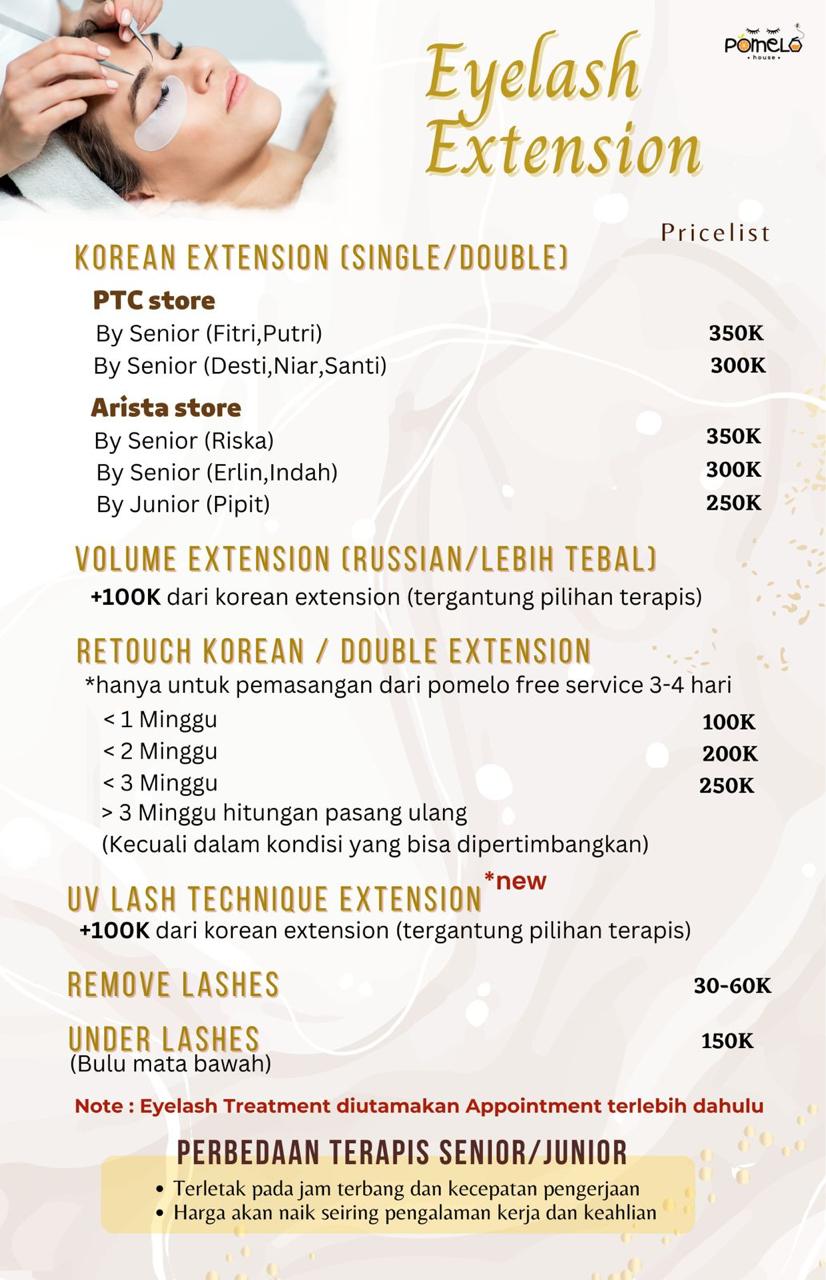 POMELO
• house •
Eyelash
Extension
Pricelist
KOREAN EXTENSION (SINGLE/DOUBLE)
PTC store
By Senior (Fitri,Putri) 350K
By Senior (Desti,Niar,Santi) 300K
Arista store
By Senior (Riska) 350K
By Senior (Erlin,Indah) 300K
By Junior (Pipit) 250K
VOLUME EXTENSION (RUSSIAN/LEBIH TEBAL)
+100K dari korean extension (tergantung pilihan terapis)
RETOUCH KOREAN / DOUBLE EXTENSION
*hanya untuk pemasangan dari pomelo free service 3-4 hari
< 1 Minggu 100K
< 2 Minggu 200K
< 3 Minggu 250K
> 3 Minggu hitungan pasang ulang
(Kecuali dalam kondisi yang bisa dipertimbangkan)
UV LASH TECHNIQUE EXTENSION *new
+100K dari korean extension (tergantung pilihan terapis)
REMOVE LASHES 30-60K
UNDER LASHES 150K
(Bulu mata bawah)
Note : Eyelash Treatment diutamakan Appointment terlebih dahulu
PERBEDAAN TERAPIS SENIOR/JUNIOR
• Terletak pada jam terbang dan kecepatan pengerjaan
• Harga akan naik seiring pengalaman kerja dan keahlian